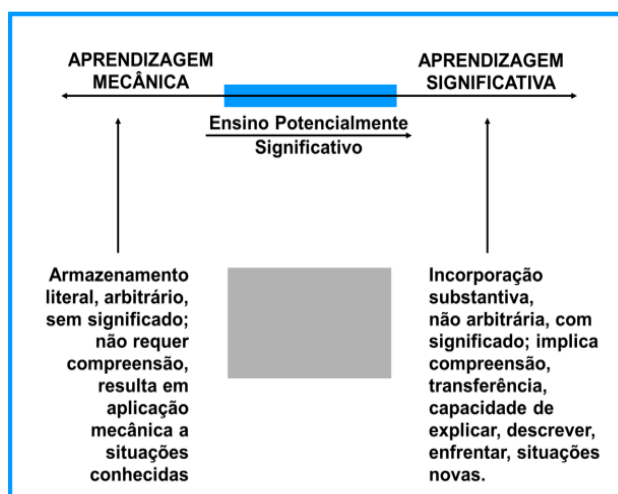 APRENDIZAGEM
MECÂNICA
APRENDIZAGEM
SIGNIFICATIVA
Ensino Potencialmente
Significativo
Armazenamento
literal, arbitrário,
sem significado;
não requer
compreensão,
resulta em
aplicação
mecânica a
situações
conhecidas
Incorporação
substantiva,
não arbitrária, com
significado; implica
compreensão,
transferência,
capacidade de
explicar, descrever,
enfrentar, situações
novas.